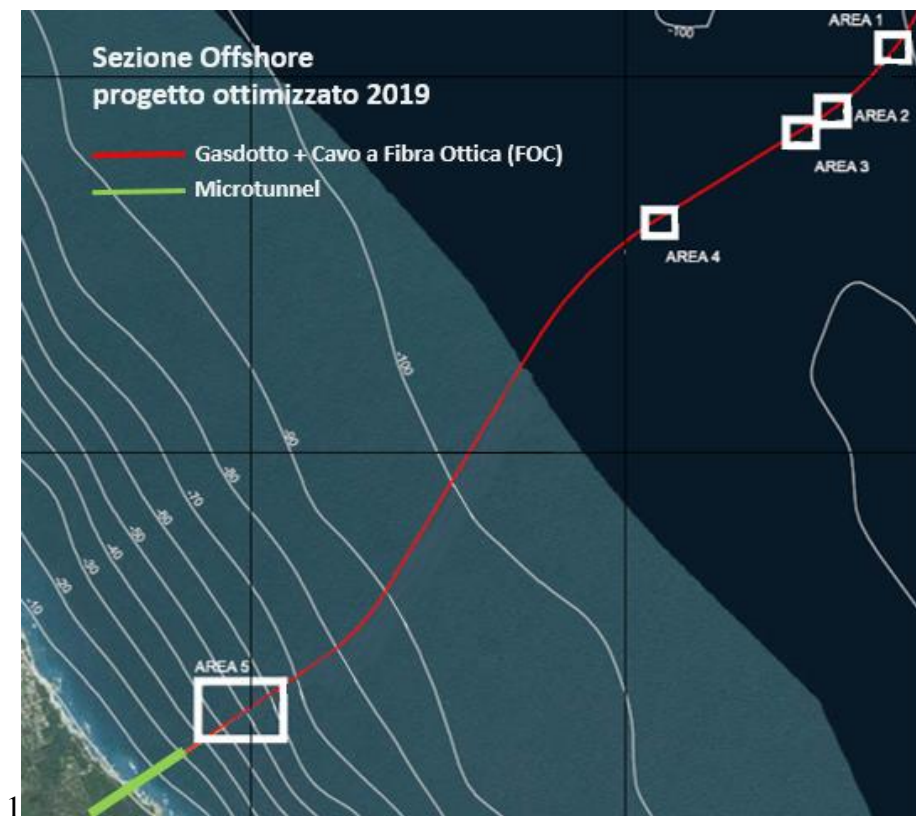 AREA 1
-100
Sezione Offshore
progetto ottimizzato 2019
AREA 2
Gasdotto + Cavo a Fibra Ottica (FOC)
AREA 3
Microtunnel
AREA 4
-100
-90
-80
-70
-60
-50
-40
-30
-20
-10
AREA 5
1